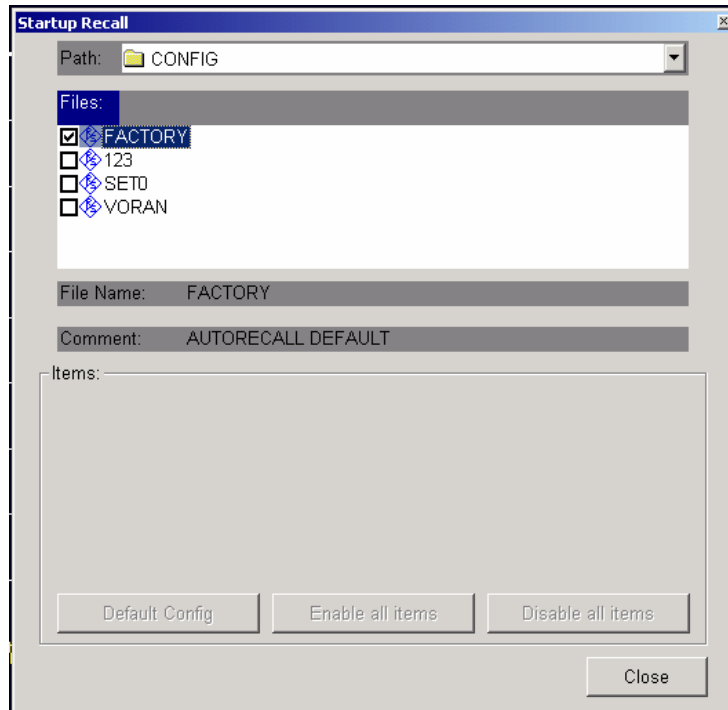 Startup Recall
Path: CONFIG
Files:
FACTORY
123
SET0
VORAN
File Name: FACTORY
Comment: AUTORECALL DEFAULT
Items:
Default Config Enable all items Disable all items
Close